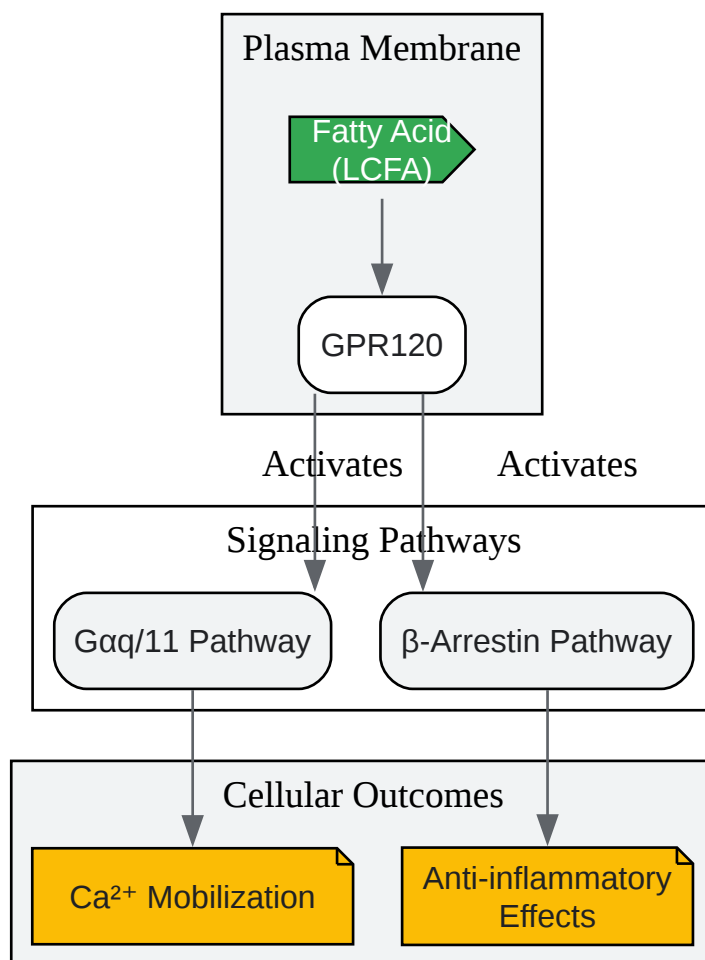 Plasma Membrane
Fatty Acid
(LCFA)
GPR120
Activates
Activates
Signaling Pathways
Gαq/11 Pathway
β-Arrestin Pathway
Cellular Outcomes
Ca²⁺ Mobilization
Anti-inflammatory
Effects